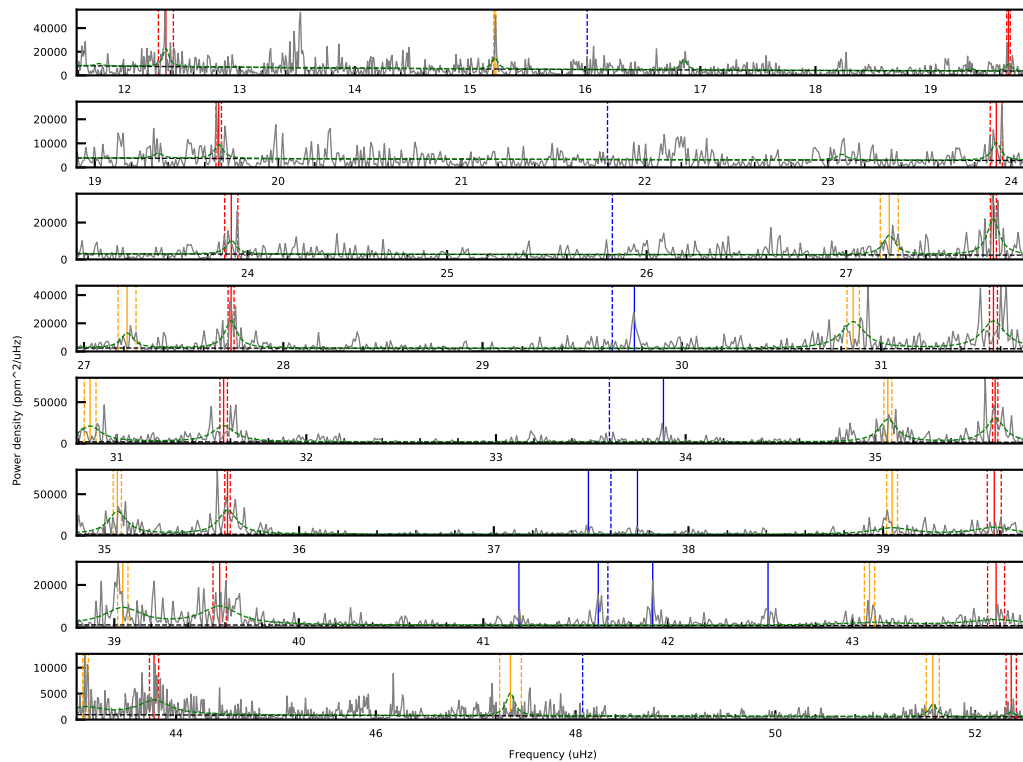 40000
20000
0
12 13 14 15 16 17 18 19
20000
10000
0
19 20 21 22 23 24
20000
0
24 25 26 27
40000
20000
0
27 28 29 30 31
50000
0
31 32 33 34 35
50000
0
35 36 37 38 39
20000
0
39 40 41 42 43
10000
5000
0
44 46 48 50 52
Power density (ppm^2/uHz)
Frequency (uHz)